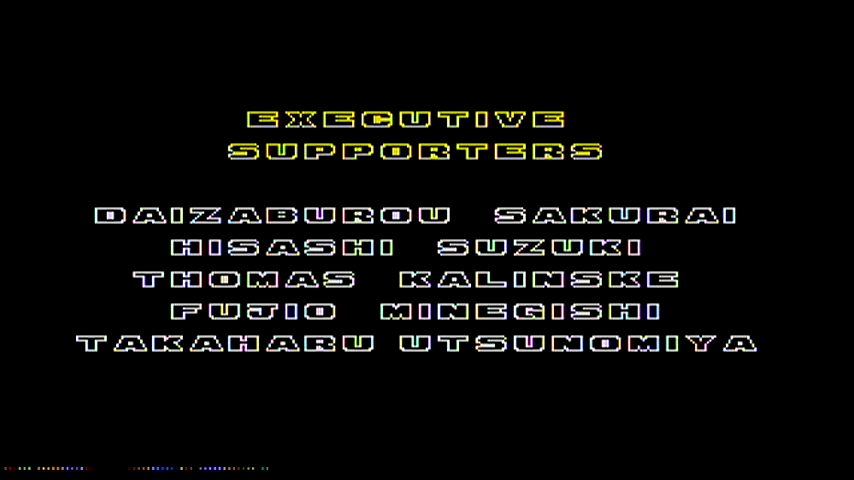 EXECUTIVE
SUPPORTERS
DAIZABUROU SAKURAI
HISASHI SUZUKI
THOMAS KALINSKE
FUJIO MINEGISHI
TAKAHARU UTSUNOMIYA